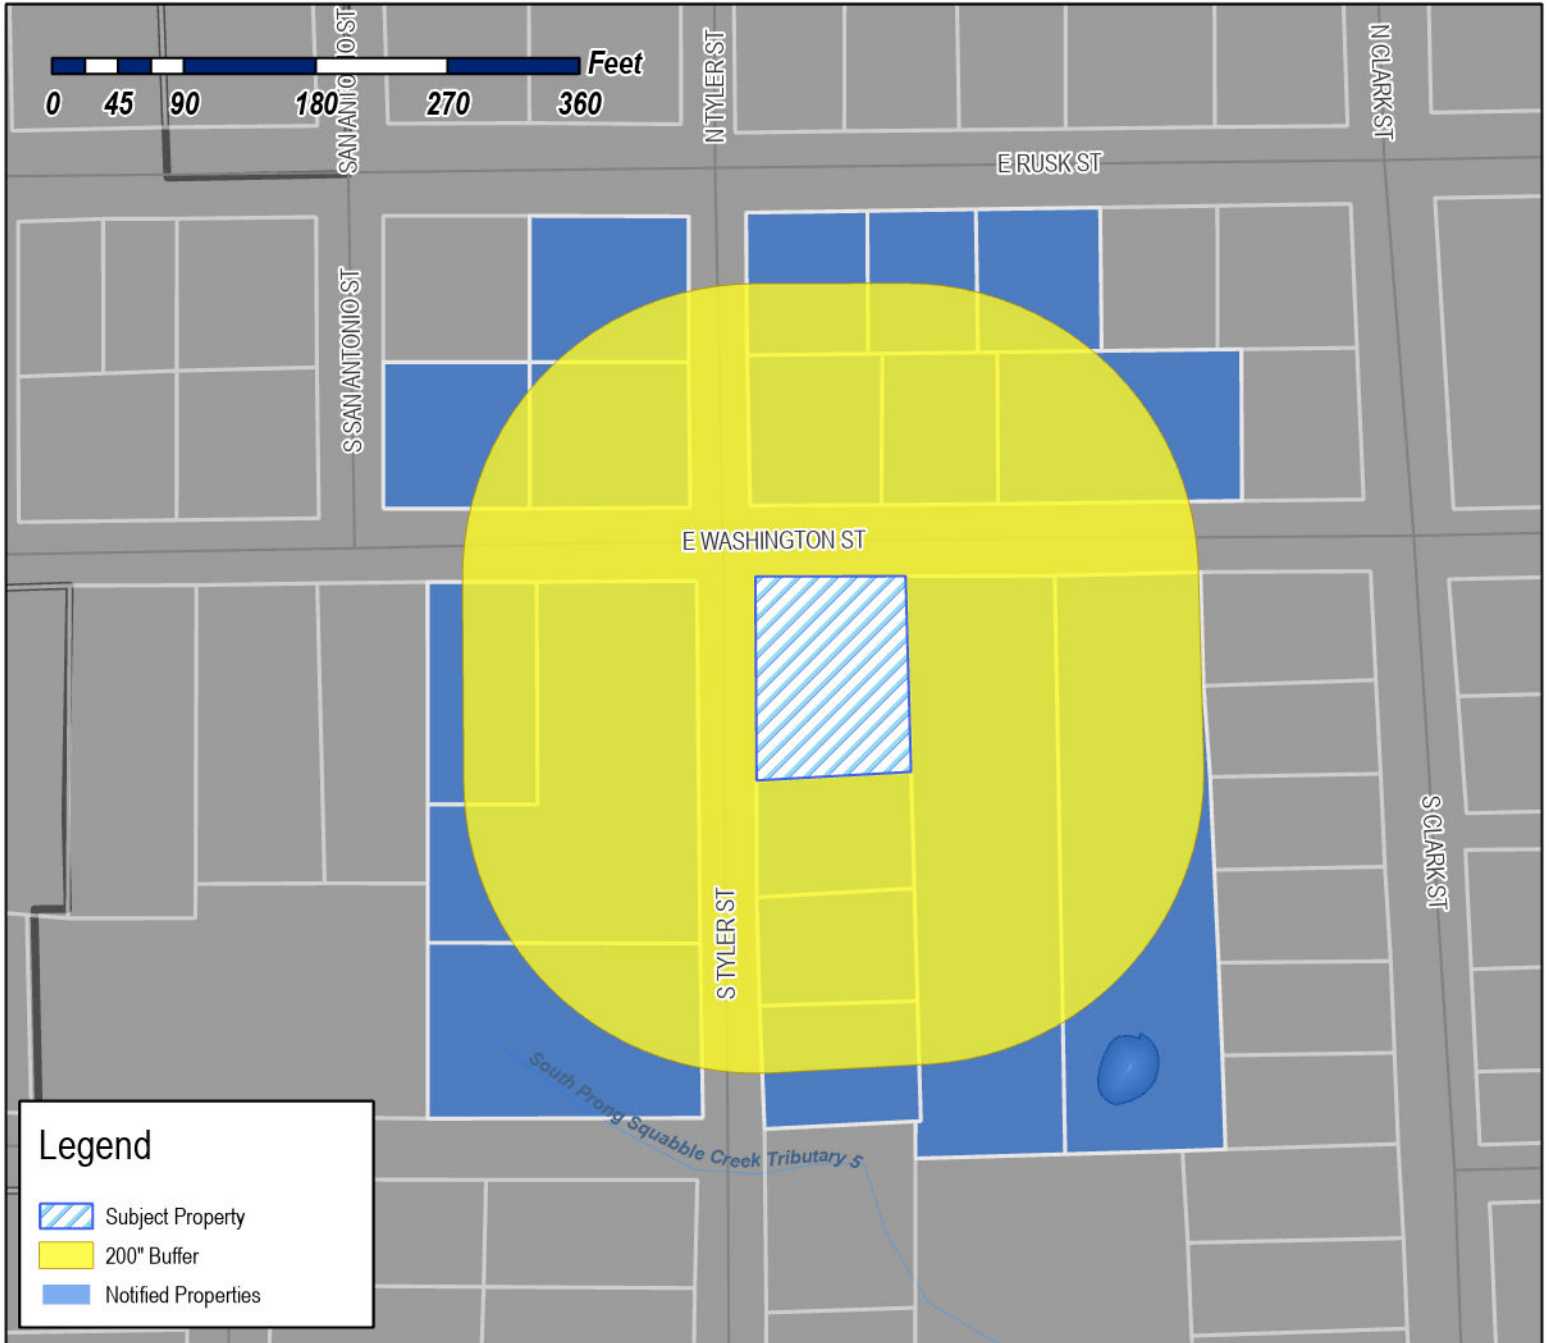 Feet
0 45 90 180 270 360
SAN ANTONIO ST
N TYLER ST
N CLARK ST
E RUSK ST
S SAN ANTONIO ST
E WASHINGTON ST
S TYLER ST
S CLARK ST
South Prong Squabble Creek Tributary 5
Legend
Subject Property
200" Buffer
Notified Properties